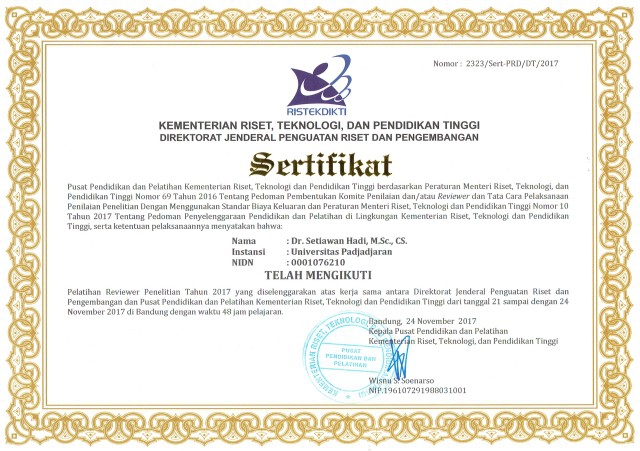 Nomor : 2323/Sert-PRD/DT/2017
RISTEKDIKTI
KEMENTERIAN RISET, TEKNOLOGI, DAN PENDIDIKAN TINGGI
DIREKTORAT JENDERAL PENGUATAN RISET DAN PENGEMBANGAN
Sertifikat
Pusat Pendidikan dan Pelatihan Kementerian Riset, Teknologi dan Pendidikan Tinggi berdasarkan Peraturan Menteri Riset, Teknologi, dan
Pendidikan Tinggi Nomor 69 Tahun 2016 Tentang Pedoman Pembentukan Komite Penilaian dan/atau Reviewer dan Tata Cara Pelaksanaan
Penilaian Penelitian Dengan Menggunakan Standar Biaya Keluaran dan Peraturan Menteri Riset, Teknologi dan Pendidikan Tinggi Nomor 10
Tahun 2017 Tentang Pedoman Penyelenggaraan Pendidikan dan Pelatihan di Lingkungan Kementerian Riset, Teknologi dan Pendidikan
Tinggi, serta ketentuan pelaksanaannya menyatakan bahwa:
Nama : Dr. Setiawan Hadi, M.Sc., CS.
Instansi : Universitas Padjadjaran
NIDN : 0001076210
TELAH MENGIKUTI
Pelatihan Reviewer Penelitian Tahun 2017 yang diselenggarakan atas kerja sama antara Direktorat Jenderal Penguatan Riset dan
Pengembangan dan Pusat Pendidikan dan Pelatihan Kementerian Riset, Teknologi dan Pendidikan Tinggi dari tanggal 21 sampai dengan 24
November 2017 di Bandung dengan waktu 48 jam pelajaran.
Bandung, 24 November 2017
Kepala Pusat Pendidikan dan Pelatihan
Kementerian Riset, Teknologi dan, Pendidikan Tinggi
PUSAT
PENDIDIKAN DAN
PELATIHAN
KEMENTERIAN RISET, TEKNOLOGI
Wisnu S. Soenarso
NIP.196107291988031001